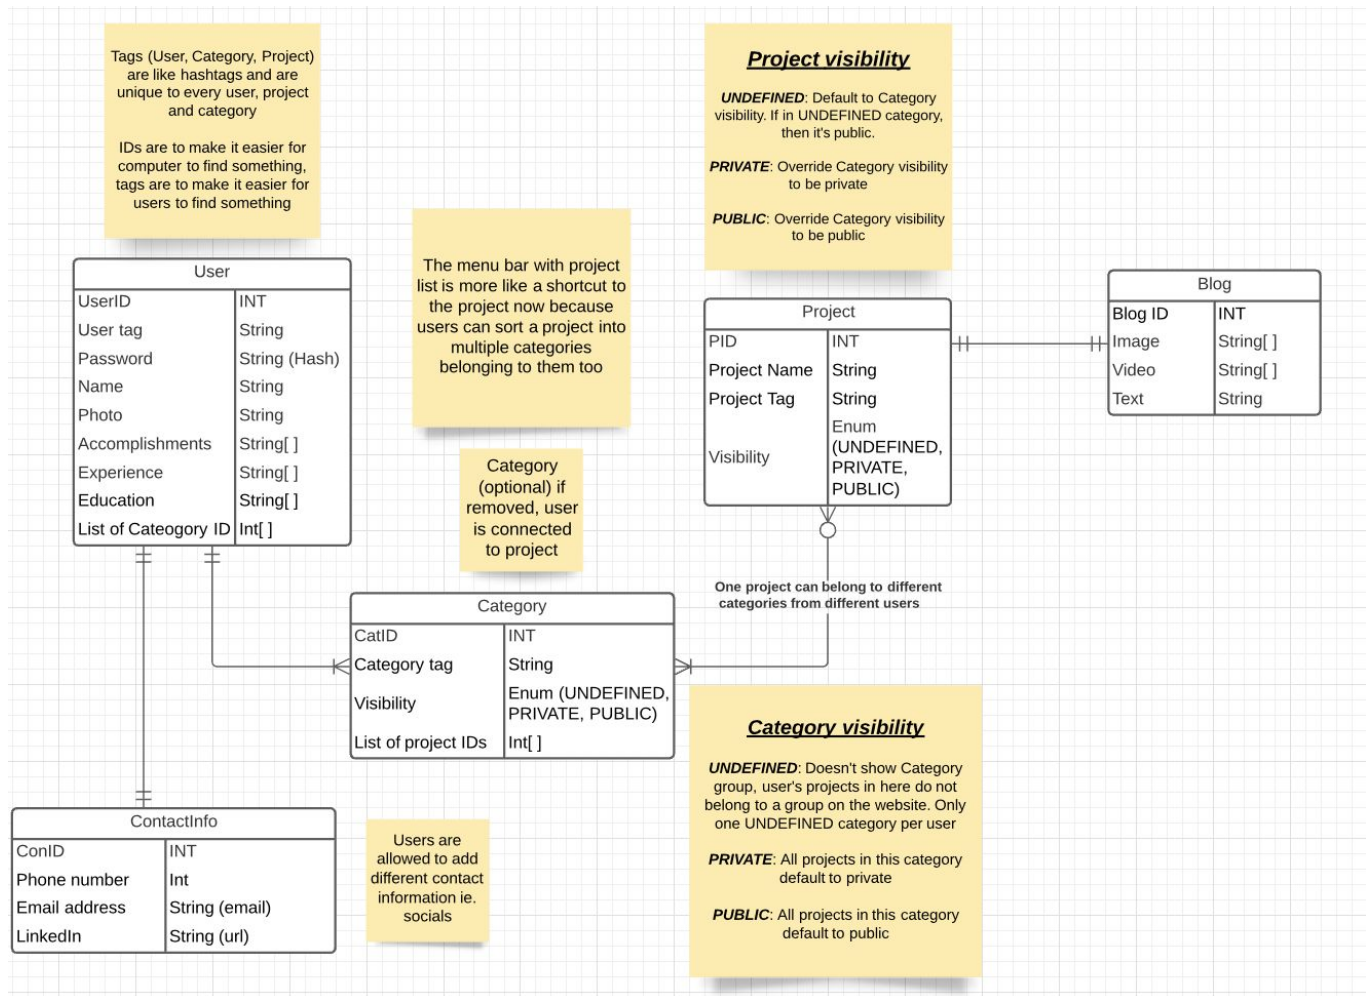 Tags (User, Category, Project)
are like hashtags and are
unique to every user, project
and category
IDs are to make it easier for
computer to find something,
tags are to make it easier for
users to find something
Project visibility
UNDEFINED: Default to Category
visibility. If in UNDEFINED category,
then it's public.
PRIVATE: Override Category visibility
to be private
PUBLIC: Override Category visibility
to be public
The menu bar with project
list is more like a shortcut to
the project now because
users can sort a project into
multiple categories
belonging to them too
User
UserID INT
User tag String
Password String (Hash)
Name String
Photo String
Accomplishments String[ ]
Experience String[ ]
Education String[ ]
List of Cateogory ID Int[ ]
Project
PID INT
Project Name String
Project Tag String
Visibility Enum
(UNDEFINED,
PRIVATE,
PUBLIC)
Blog
Blog ID INT
Image String[ ]
Video String[ ]
Text String
Category
(optional) if
removed, user
is connected
to project
One project can belong to different
categories from different users
Category
CatID INT
Category tag String
Visibility Enum (UNDEFINED,
PRIVATE, PUBLIC)
List of project IDs Int[ ]
Category visibility
UNDEFINED: Doesn't show Category
group, user's projects in here do not
belong to a group on the website. Only
one UNDEFINED category per user
PRIVATE: All projects in this category
default to private
PUBLIC: All projects in this category
default to public
ContactInfo
ConID INT
Phone number Int
Email address String (email)
LinkedIn String (url)
Users are
allowed to add
different contact
information ie.
socials